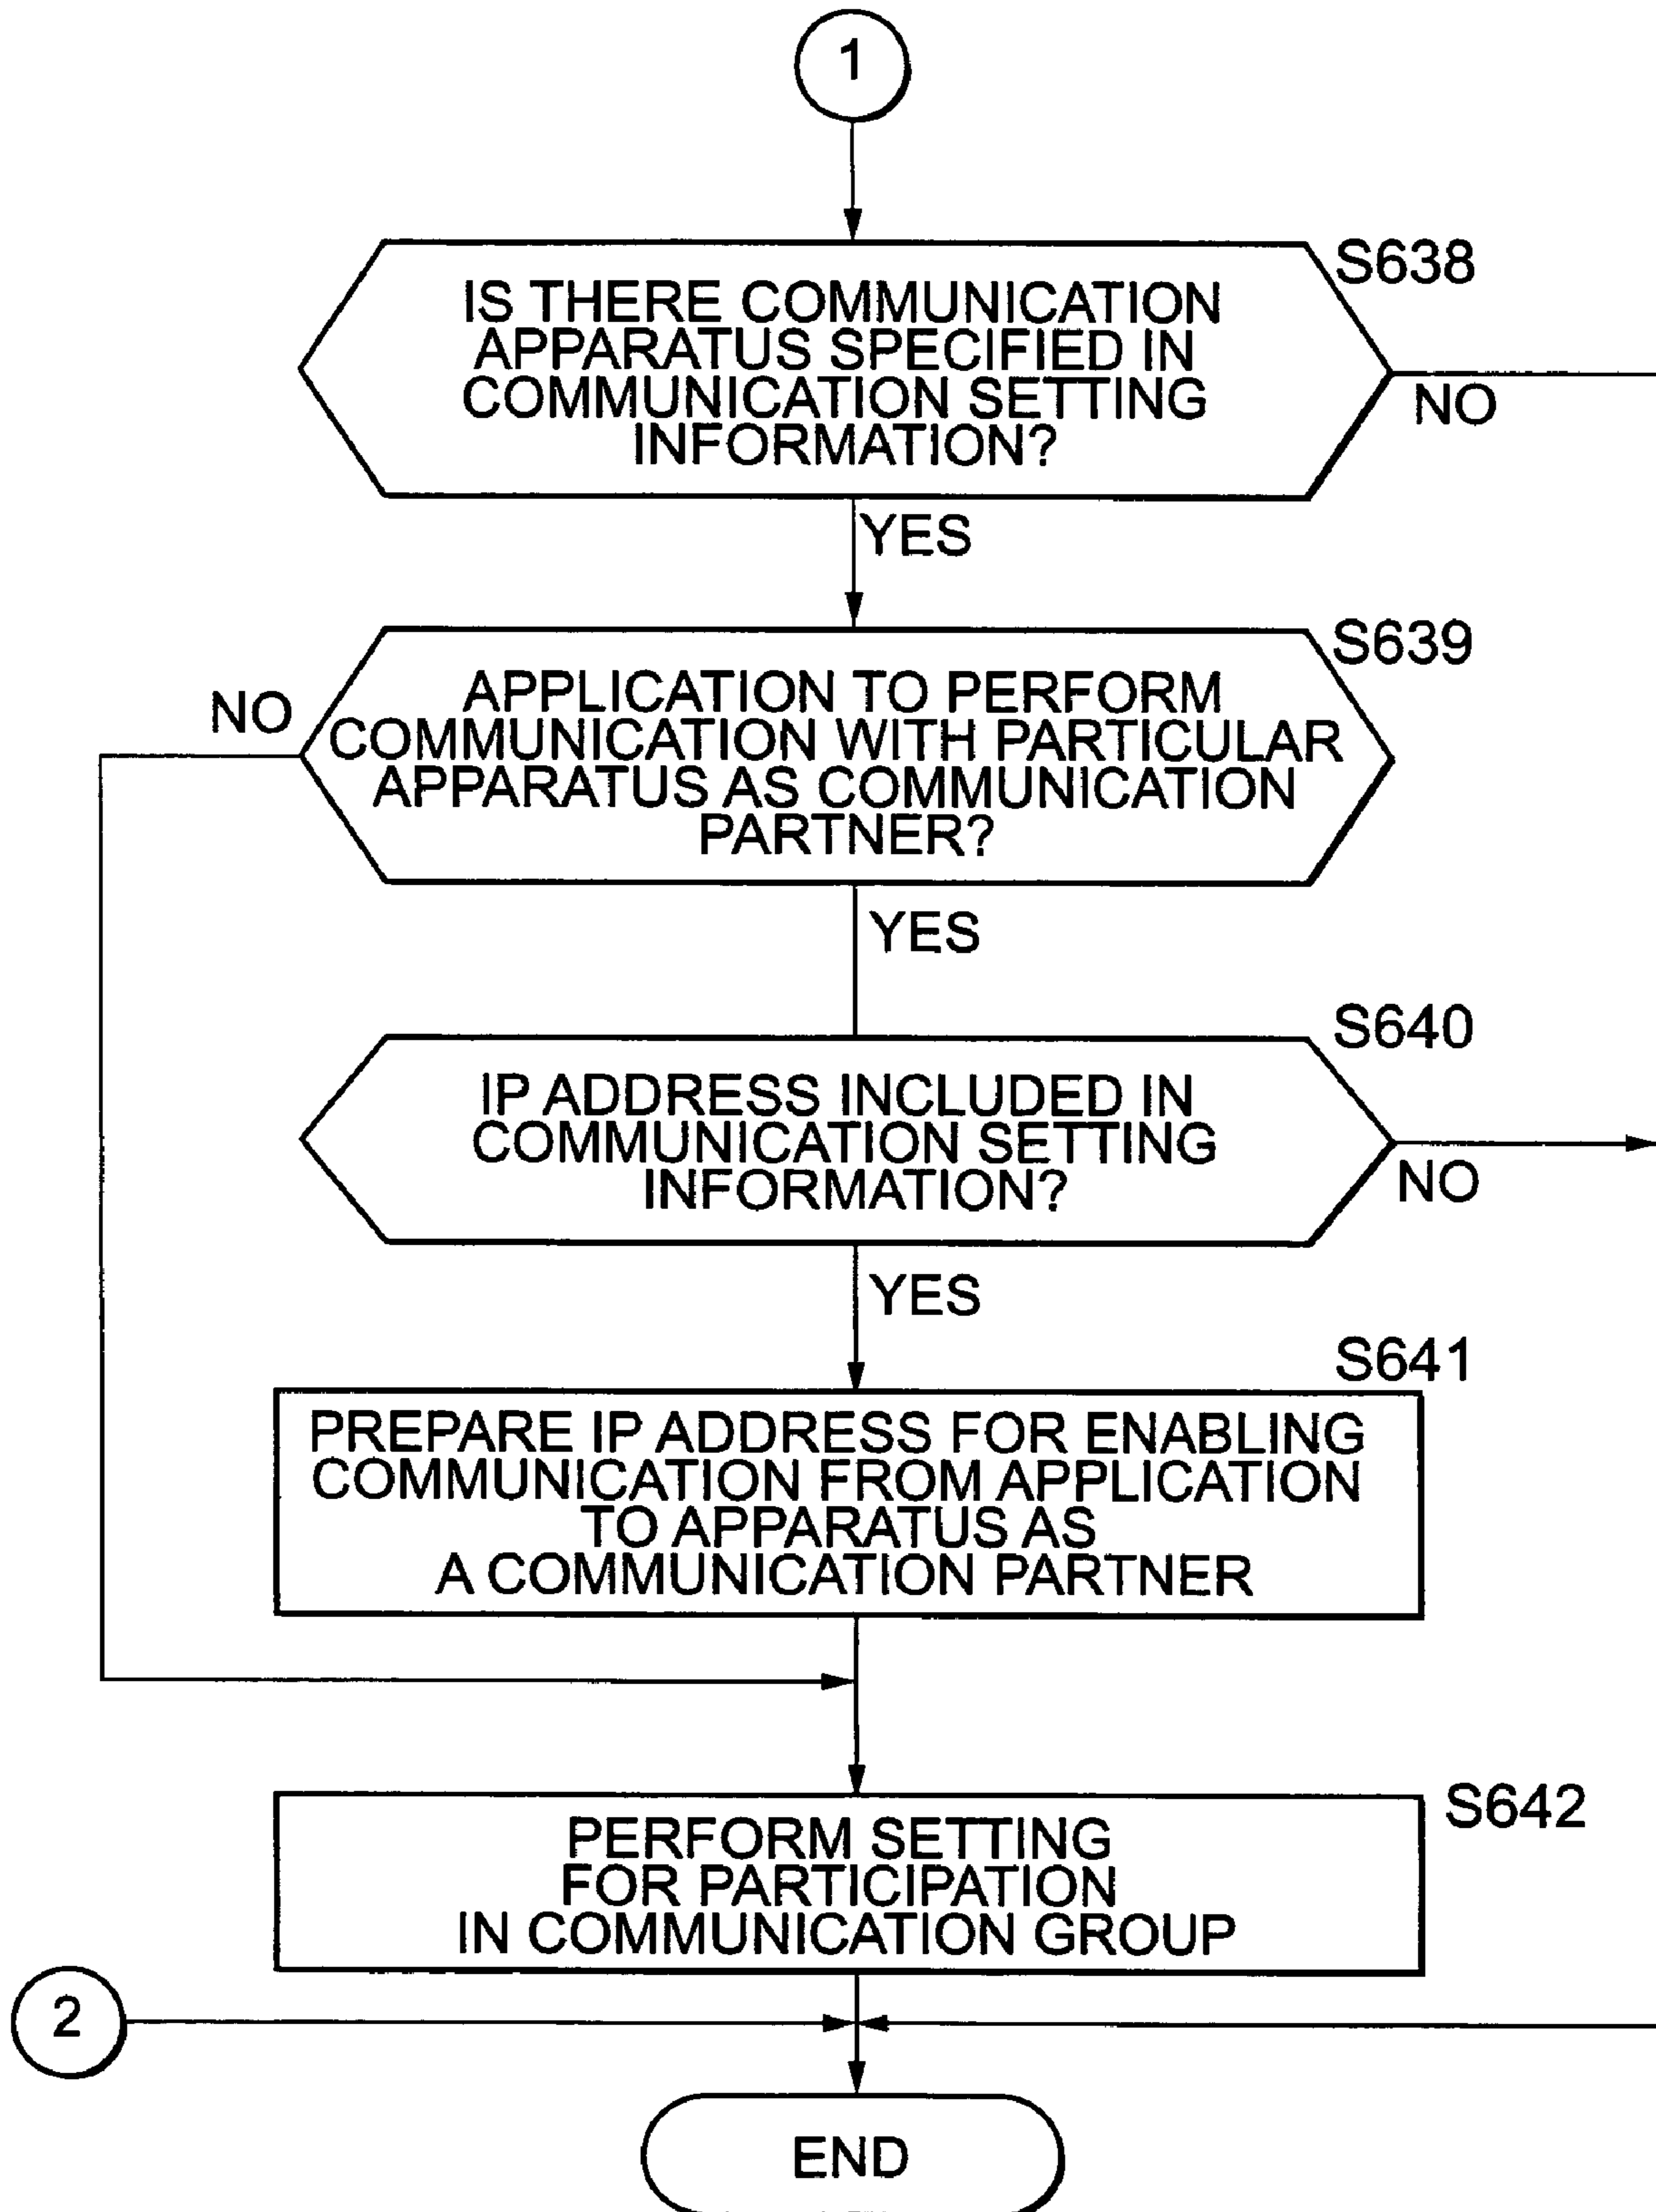 1
S638
IS THERE COMMUNICATION
APPARATUS SPECIFIED IN
COMMUNICATION SETTING
INFORMATION?
NO
YES
S639
NO
APPLICATION TO PERFORM
COMMUNICATION WITH PARTICULAR
APPARATUS AS COMMUNICATION
PARTNER?
YES
S640
IP ADDRESS INCLUDED IN
COMMUNICATION SETTING
INFORMATION?
NO
YES
S641
PREPARE IP ADDRESS FOR ENABLING
COMMUNICATION FROM APPLICATION
TO APPARATUS AS
A COMMUNICATION PARTNER
S642
PERFORM SETTING
FOR PARTICIPATION
IN COMMUNICATION GROUP
2
END